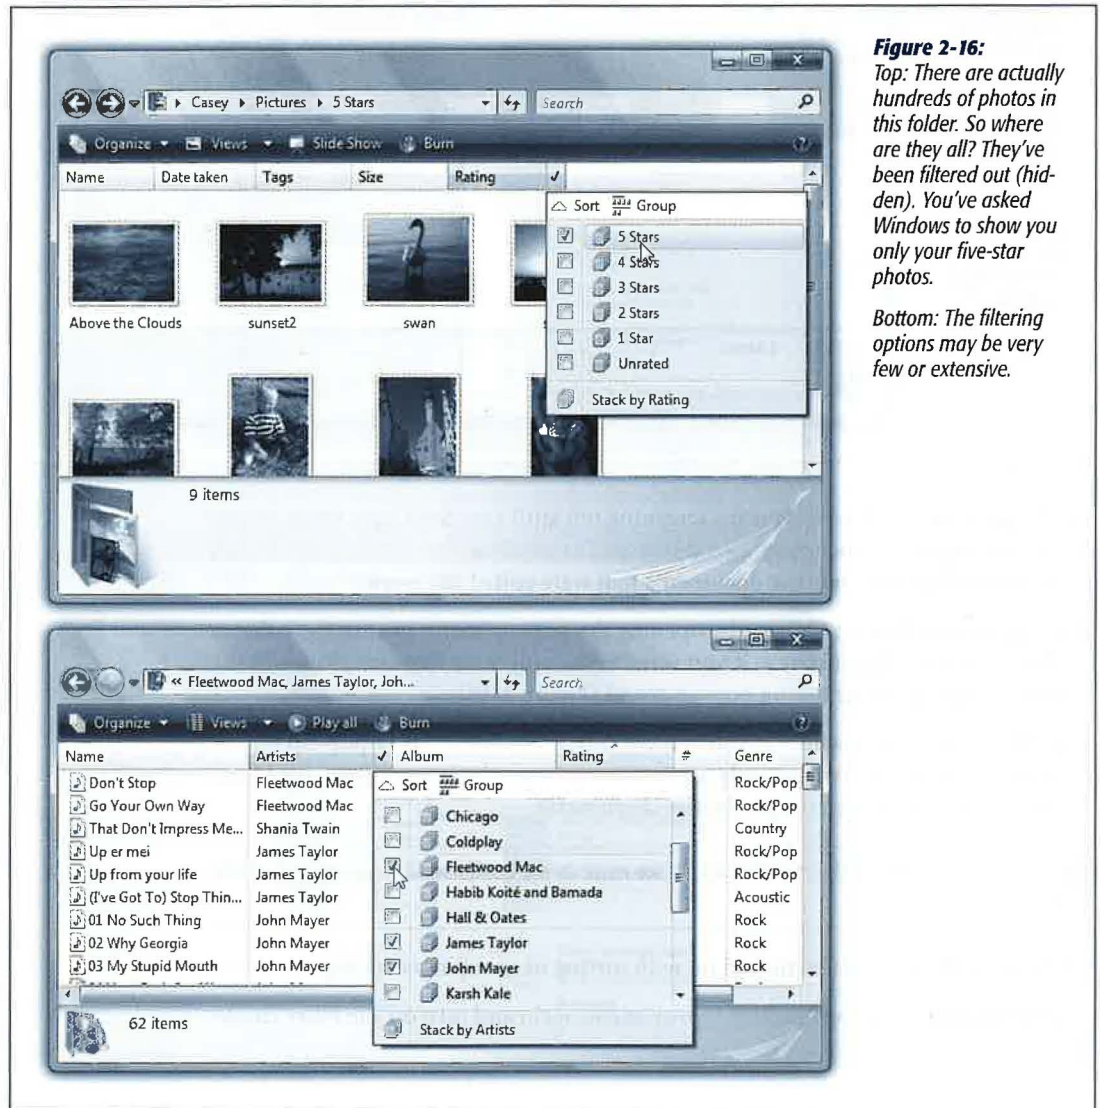 Figure 2-16:
Top: There are actually
hundreds of photos in
this folder. So where
are they all? They've
been filtered out (hid-
den). You've asked
Windows to show you
only your five-star
photos.
Bottom: The filtering
options may be very
few or extensive.
Casey Pictures 5 Stars
Search
Organize Views Slide Show Burn
Name Date taken Tags Size Rating
Sort Group
5 Stars
4 Stars
3 Stars
2 Stars
1 Star
Unrated
Stack by Rating
Above the Clouds sunset2 swan
9 items
« Fleetwood Mac, James Taylor, Joh...
Search
Organize Views Play all Burn
Name Artists Album Rating # Genre
Don't Stop Fleetwood Mac Rock/Pop
Go Your Own Way Fleetwood Mac Rock/Pop
That Don't Impress Me... Shania Twain Country
Up er mei James Taylor Rock/Pop
Up from your life James Taylor Rock/Pop
(I've Got To) Stop Thin... James Taylor Acoustic
01 No Such Thing John Mayer Rock
02 Why Georgia John Mayer Rock
03 My Stupid Mouth John Mayer Rock
Sort Group
Chicago
Coldplay
Fleetwood Mac
Habib Koité and Bamada
Hall & Oates
James Taylor
John Mayer
Karsh Kale
Stack by Artists
62 items